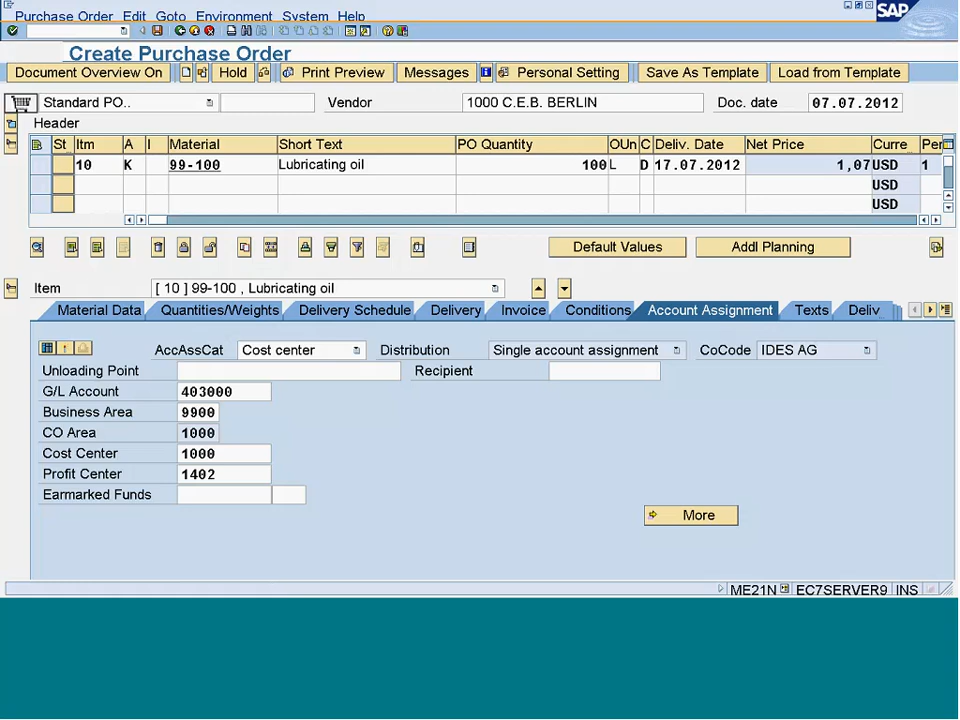 Purchase Order Edit Goto Environment System Help
SAP
Create Purchase Order
Document Overview On Hold Print Preview Messages Personal Setting Save As Template Load from Template
Standard PO.. Vendor 1000 C.E.B. BERLIN Doc. date 07.07.2012
Header
St Itm A I Material Short Text PO Quantity OUn C Deliv. Date Net Price Curre Per
10 K 99-100 Lubricating oil 100 L D 17.07.2012 1,07 USD 1
USD
USD
Default Values Addl Planning
Item [ 10 ] 99-100 , Lubricating oil
Material Data Quantities/Weights Delivery Schedule Delivery Invoice Conditions Account Assignment Texts Deliv
AccAssCat Cost center Distribution Single account assignment CoCode IDES AG
Unloading Point Recipient
G/L Account 403000
Business Area 9900
CO Area 1000
Cost Center 1000
Profit Center 1402
Earmarked Funds
More
ME21N EC7SERVER9 INS